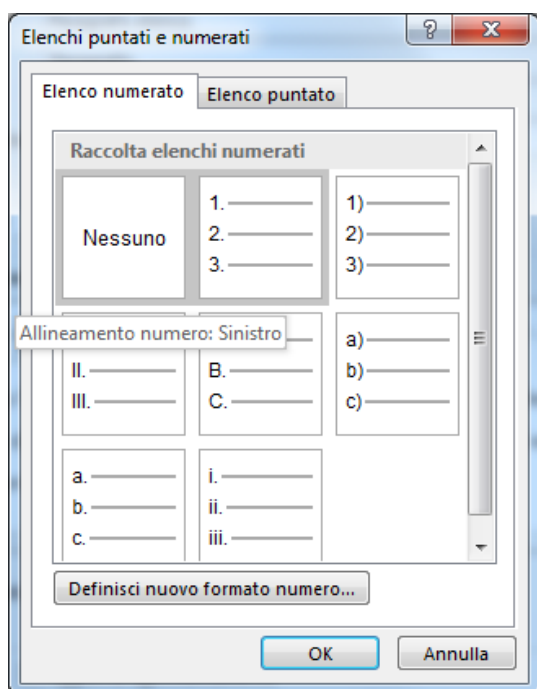 Elenchi puntati e numerati
?
X
Elenco numerato
Elenco puntato
Raccolta elenchi numerati
Nessuno
1.
2.
3.
1)
2)
3)
Allineamento numero: Sinistro
II.
III.
B.
C.
a)
b)
c)
a.
b.
c.
i.
ii.
iii.
Definisci nuovo formato numero...
OK
Annulla